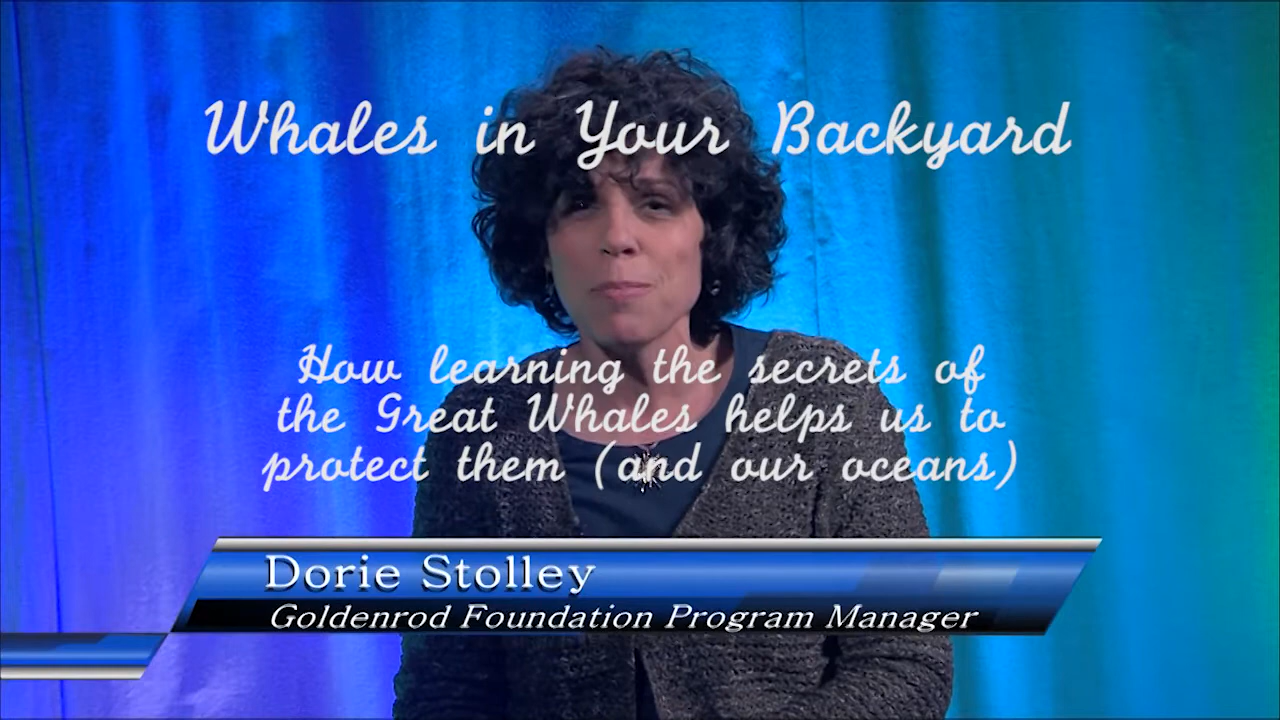 Whales in Your Backyard
How learning the secrets of
the Great Whales helps us to
protect them (and our oceans)
Dorie Stolley
Goldenrod Foundation Program Manager